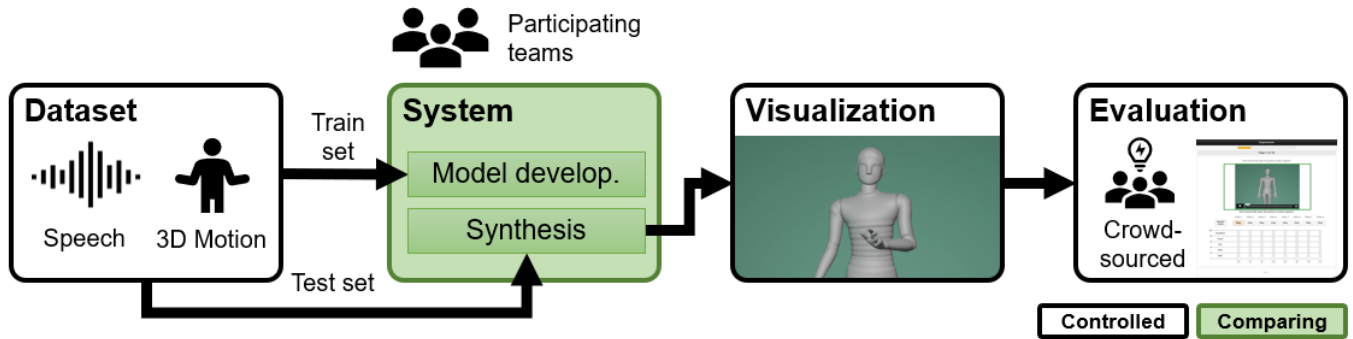 Participating
teams
Dataset
Speech
3D Motion
Train
set
Test set
System
Model develop.
Synthesis
Visualization
Evaluation
Crowd-
sourced
Controlled
Comparing